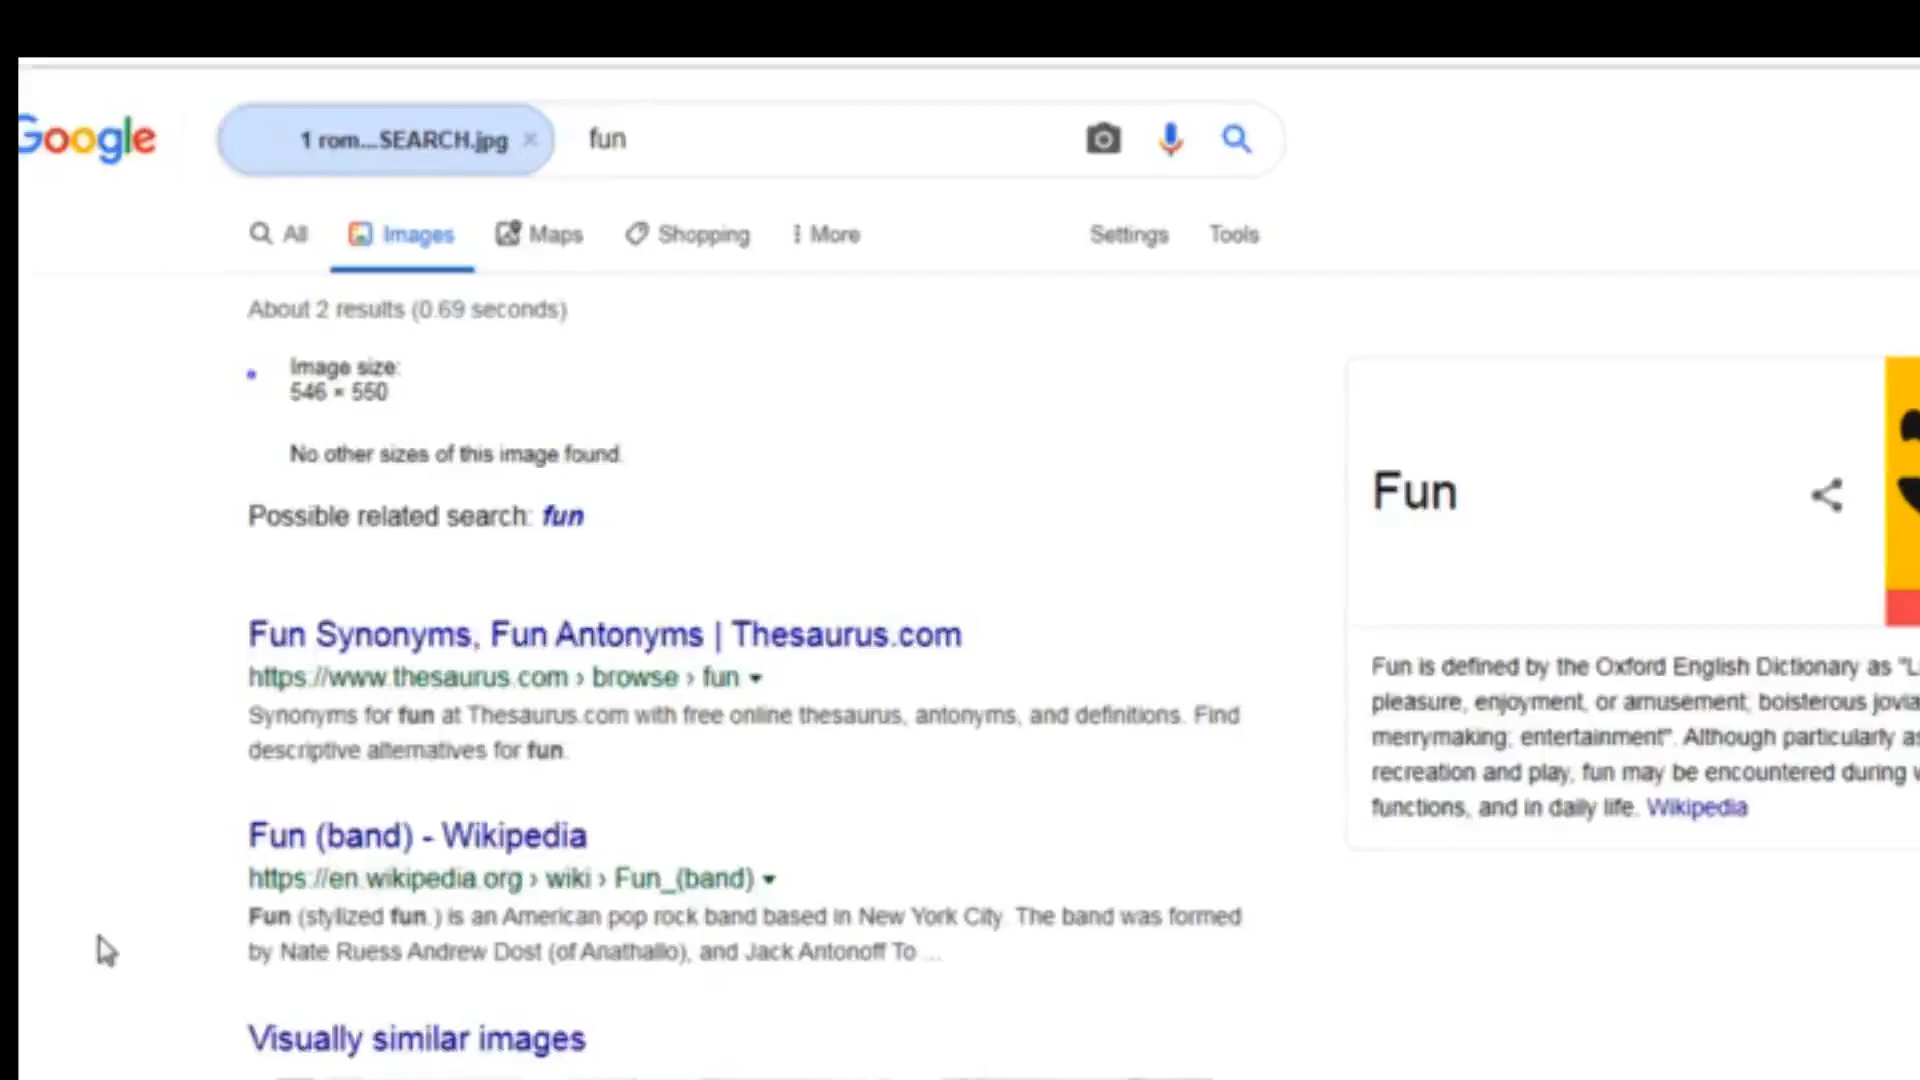 Google
1 rom...SEARCH.jpg × fun
All Images Maps Shopping More Settings Tools
About 2 results (0.69 seconds)
Image size:
546 × 550
No other sizes of this image found.
Possible related search: fun
Fun Synonyms, Fun Antonyms | Thesaurus.com
https://www.thesaurus.com › browse › fun
Synonyms for fun at Thesaurus.com with free online thesaurus, antonyms, and definitions. Find
descriptive alternatives for fun.
Fun (band) - Wikipedia
https://en.wikipedia.org › wiki › Fun_(band)
Fun (stylized fun.) is an American pop rock band based in New York City. The band was formed
by Nate Ruess Andrew Dost (of Anathallo), and Jack Antonoff To ...
Visually similar images
Fun
Fun is defined by the Oxford English Dictionary as "L
pleasure, enjoyment, or amusement; boisterous jovia
merrymaking; entertainment". Although particularly as
recreation and play, fun may be encountered during
functions, and in daily life. Wikipedia